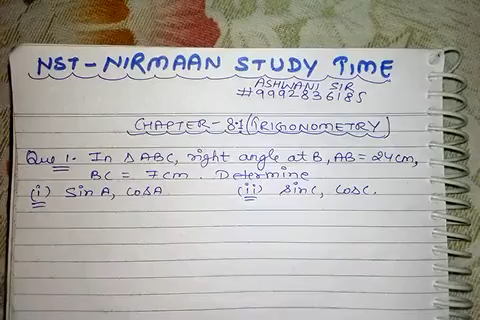 NST-NIRMAAN STUDY TIME
ASHWANI SIR
#9992836185
CHAPTER-8.1 (TRIGONOMETRY)
Que 1. In △ ABC, right angle at B, AB = 24cm,
BC = 7cm. Determine
(i) Sin A, Cos A (ii) Sin C, Cos C.